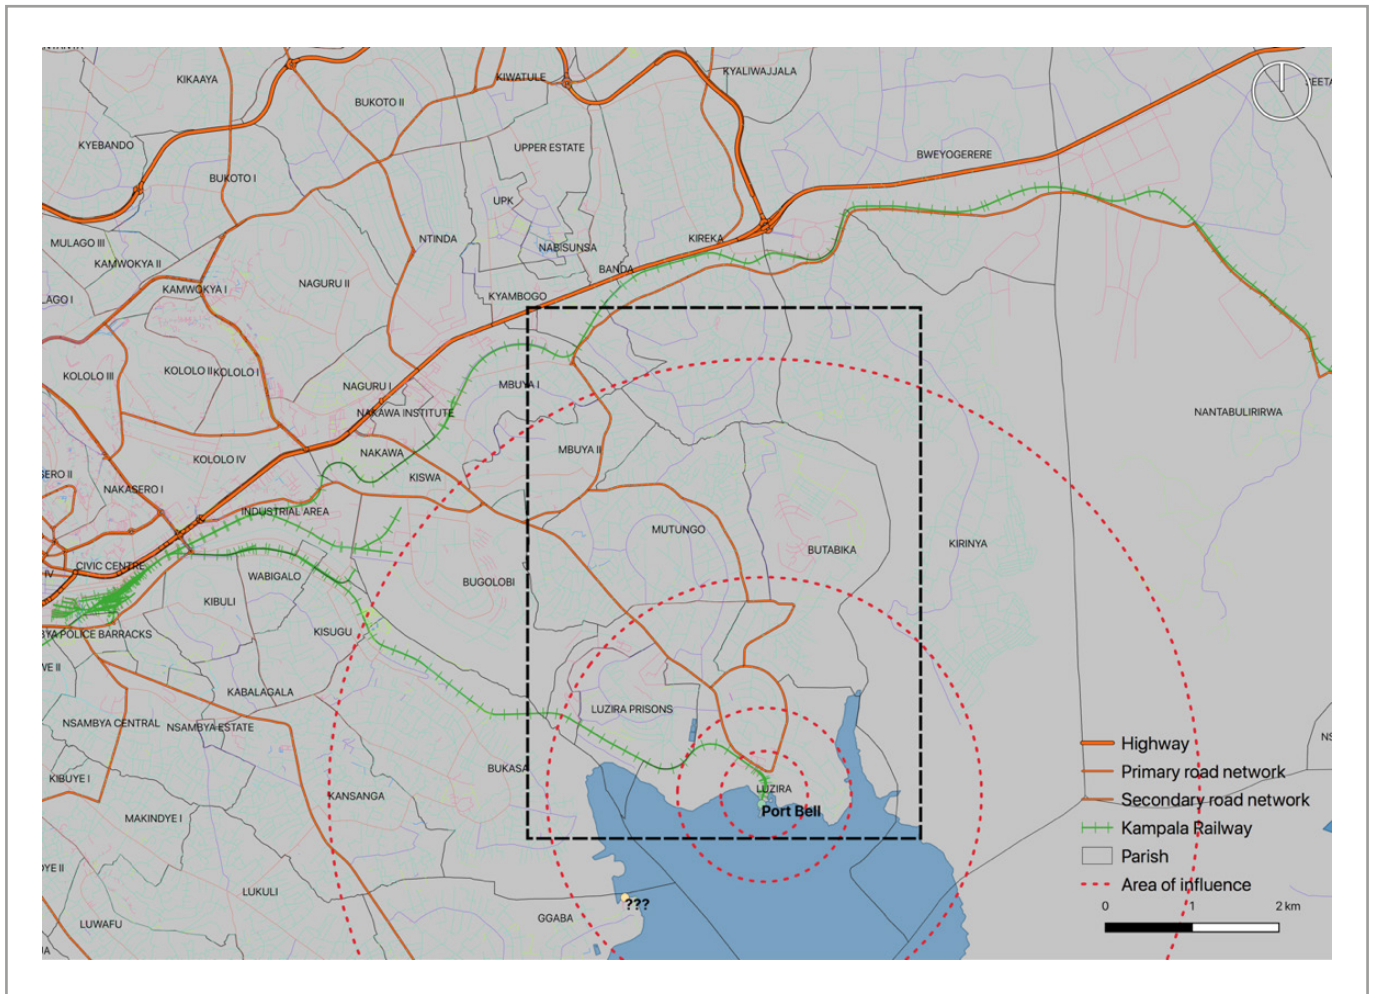 KYALIWAJJALA
KIWATULE
KIKAAYA
BUKOTO II
KYEBANDO
UPPER ESTATE
BWEYOGERERE
BUKOTO I
UPK
MULAGO III
NTINDA
KIREKA
NABISUNSA
KAMWOKYA II
BANDA
NAGURU II
KAMWOKYA I
KYAMBOGO
KOLOLO III
KOLOLO II
KOLOLO I
NAGURU I
MBUYA I
NAKAWA INSTITUTE
NANTABULIRIRWA
NAKAWA
MBUYA II
KOLOLO IV
KISWA
NAKASERO I
INDUSTRIAL AREA
MUTUNGO
BUTABIKA
KIRINYA
CIVIC CENTRE
WABIGALO
BUGOLOBI
KIBULI
KISUGU
BYA POLICE BARRACKS
KABALAGALA
LUZIRA PRISONS
NSAMBYA CENTRAL
NSAMBYA ESTATE
BUKASA
KIBUYE I
KANSANGA
LUZIRA
Port Bell
MAKINDYE I
LUKULI
???
GGABA
LUWAFU
Highway
Primary road network
Secondary road network
Kampala Railway
Parish
Area of influence
0 1 2 km